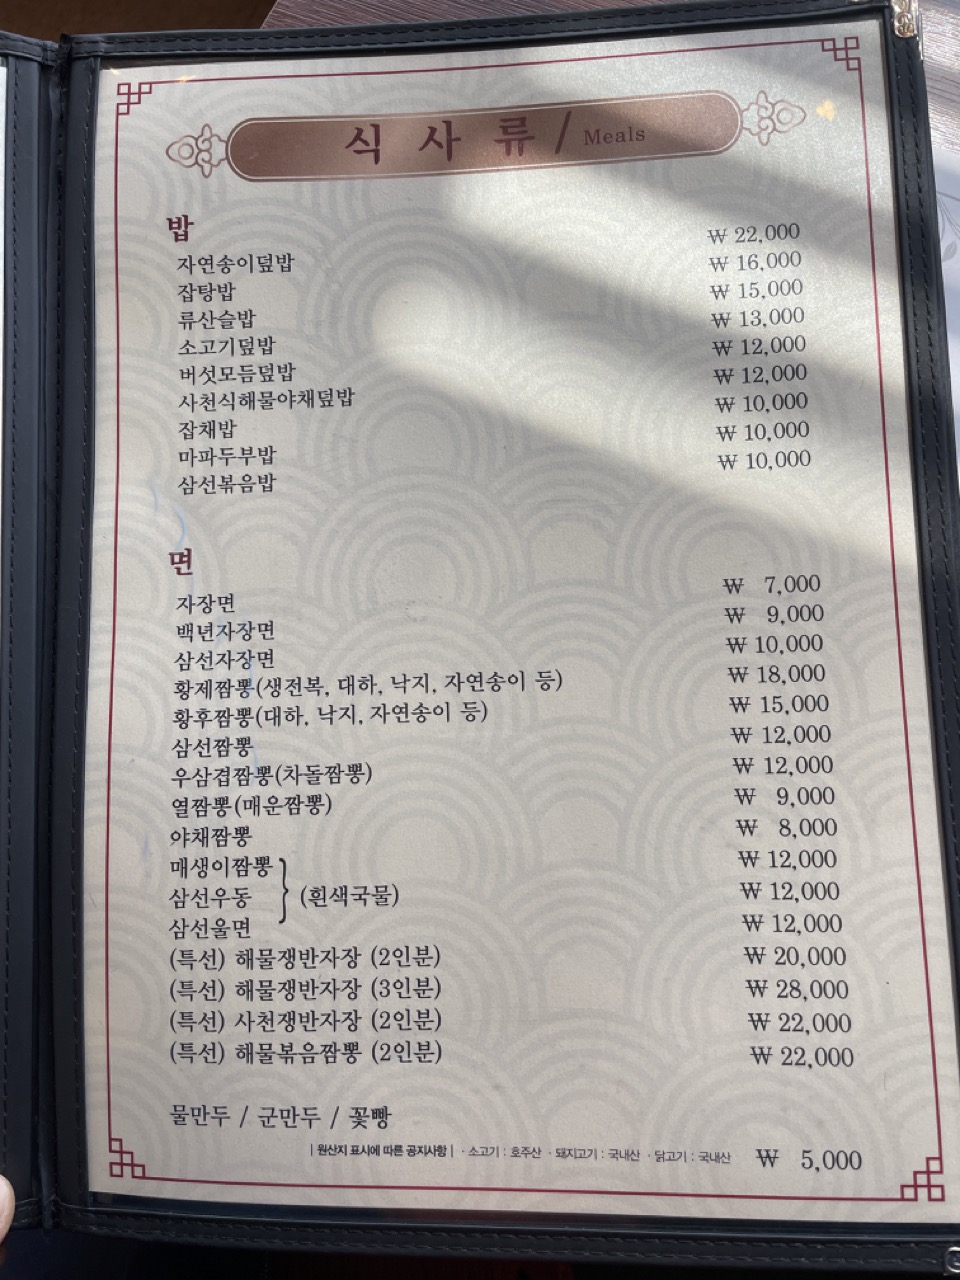 식 사 류 / Meals
밥
자연송이덮밥 ₩ 22,000
잡탕밥 ₩ 16,000
류산슬밥 ₩ 15,000
소고기덮밥 ₩ 13,000
버섯모듬덮밥 ₩ 12,000
사천식해물야채덮밥 ₩ 12,000
잡채밥 ₩ 10,000
마파두부밥 ₩ 10,000
삼선볶음밥 ₩ 10,000
면
자장면 ₩ 7,000
백년자장면 ₩ 9,000
삼선자장면 ₩ 10,000
황제짬뽕(생전복, 대하, 낙지, 자연송이 등) ₩ 18,000
황후짬뽕(대하, 낙지, 자연송이 등) ₩ 15,000
삼선짬뽕 ₩ 12,000
우삼겹짬뽕(차돌짬뽕) ₩ 12,000
열짬뽕(매운짬뽕) ₩ 9,000
야채짬뽕 ₩ 8,000
매생이짬뽕 ₩ 12,000
삼선우동 (흰색국물) ₩ 12,000
삼선울면 ₩ 12,000
(특선) 해물쟁반자장 (2인분) ₩ 20,000
(특선) 해물쟁반자장 (3인분) ₩ 28,000
(특선) 사천쟁반자장 (2인분) ₩ 22,000
(특선) 해물볶음짬뽕 (2인분) ₩ 22,000
물만두 / 군만두 / 꽃빵 ₩ 5,000
| 원산지 표시에 따른 공지사항 | · 소고기 : 호주산 · 돼지고기 : 국내산 · 닭고기 : 국내산